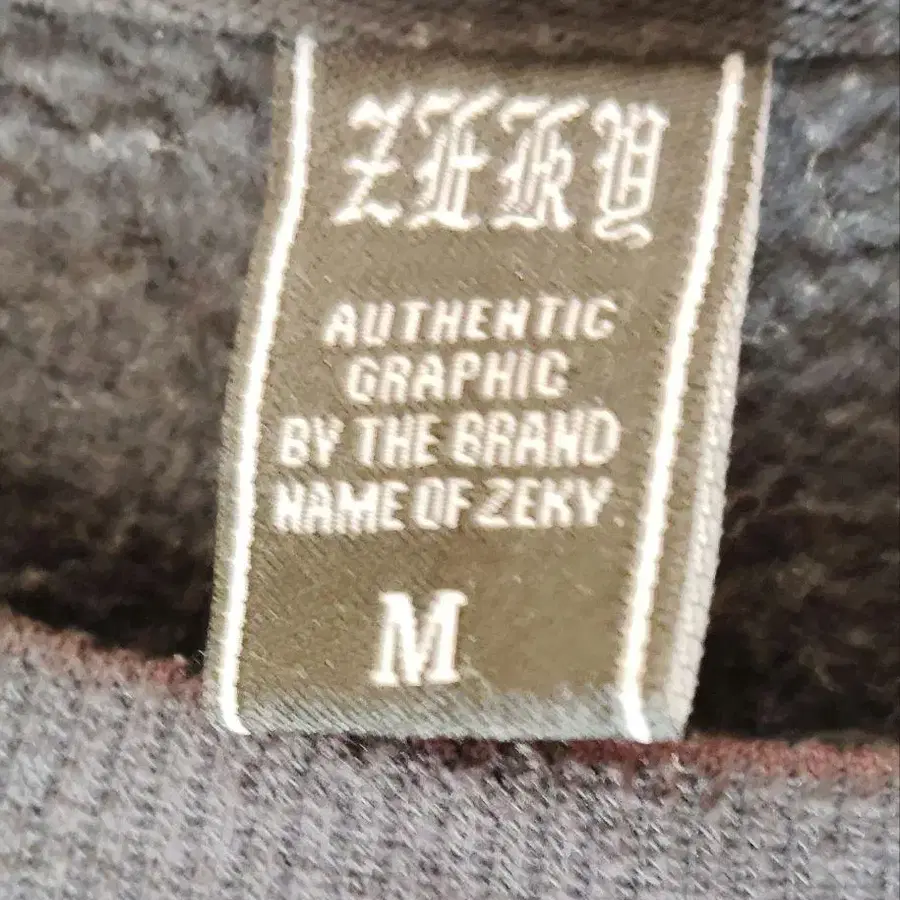 ZEKY
AUTHENTIC
GRAPHIC
BY THE BRAND
NAME OF ZEKY.
M